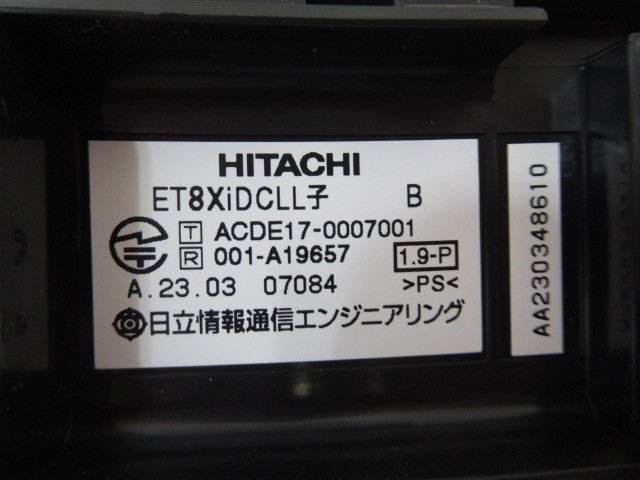 HITACHI
ET8XiDCLL子 B
T ACDE17-0007001
R 001-A19657 1.9-P
A.23.03 07084 >PS<
日立情報通信エンジニアリング
AA230348610